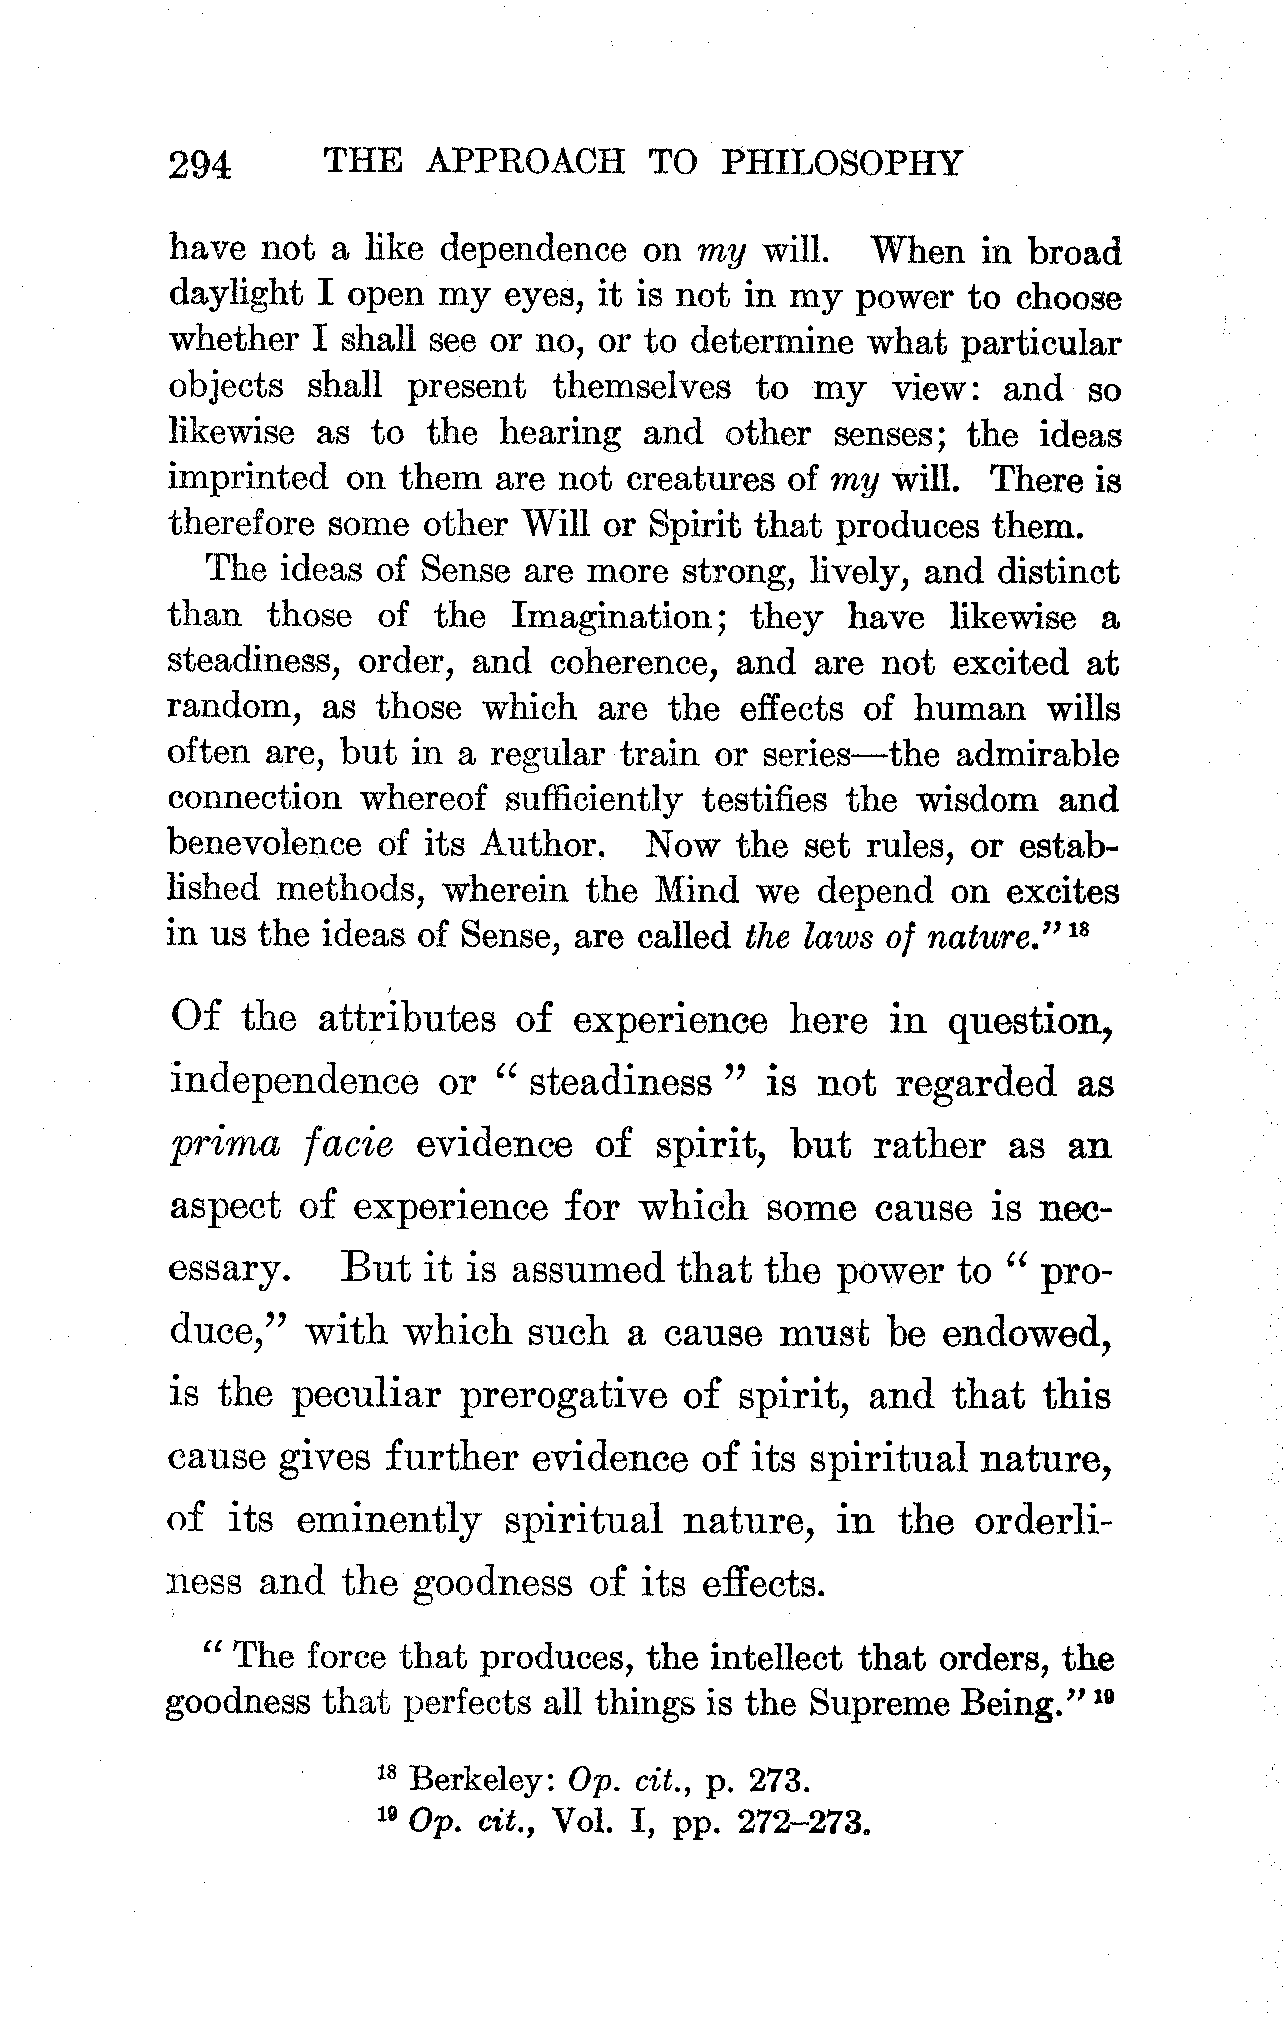 294 THE APPROACH TO PHILOSOPHY
have not a like dependence on my will. When in broad
daylight I open my eyes, it is not in my power to choose
whether I shall see or no, or to determine what particular
objects shall present themselves to my view: and so
likewise as to the hearing and other senses; the ideas
imprinted on them are not creatures of my will. There is
therefore some other Will or Spirit that produces them.
The ideas of Sense are more strong, lively, and distinct
than those of the Imagination; they have likewise a
steadiness, order, and coherence, and are not excited at
random, as those which are the effects of human wills
often are, but in a regular train or series—the admirable
connection whereof sufficiently testifies the wisdom and
benevolence of its Author. Now the set rules, or estab-
lished methods, wherein the Mind we depend on excites
in us the ideas of Sense, are called the laws of nature." 18
Of the attributes of experience here in question,
independence or " steadiness " is not regarded as
prima facie evidence of spirit, but rather as an
aspect of experience for which some cause is nec-
essary. But it is assumed that the power to " pro-
duce," with which such a cause must be endowed,
is the peculiar prerogative of spirit, and that this
cause gives further evidence of its spiritual nature,
of its eminently spiritual nature, in the orderli-
ness and the goodness of its effects.
" The force that produces, the intellect that orders, the
goodness that perfects all things is the Supreme Being." 19
18 Berkeley: Op. cit., p. 273.
19 Op. cit., Vol. I, pp. 272–273.